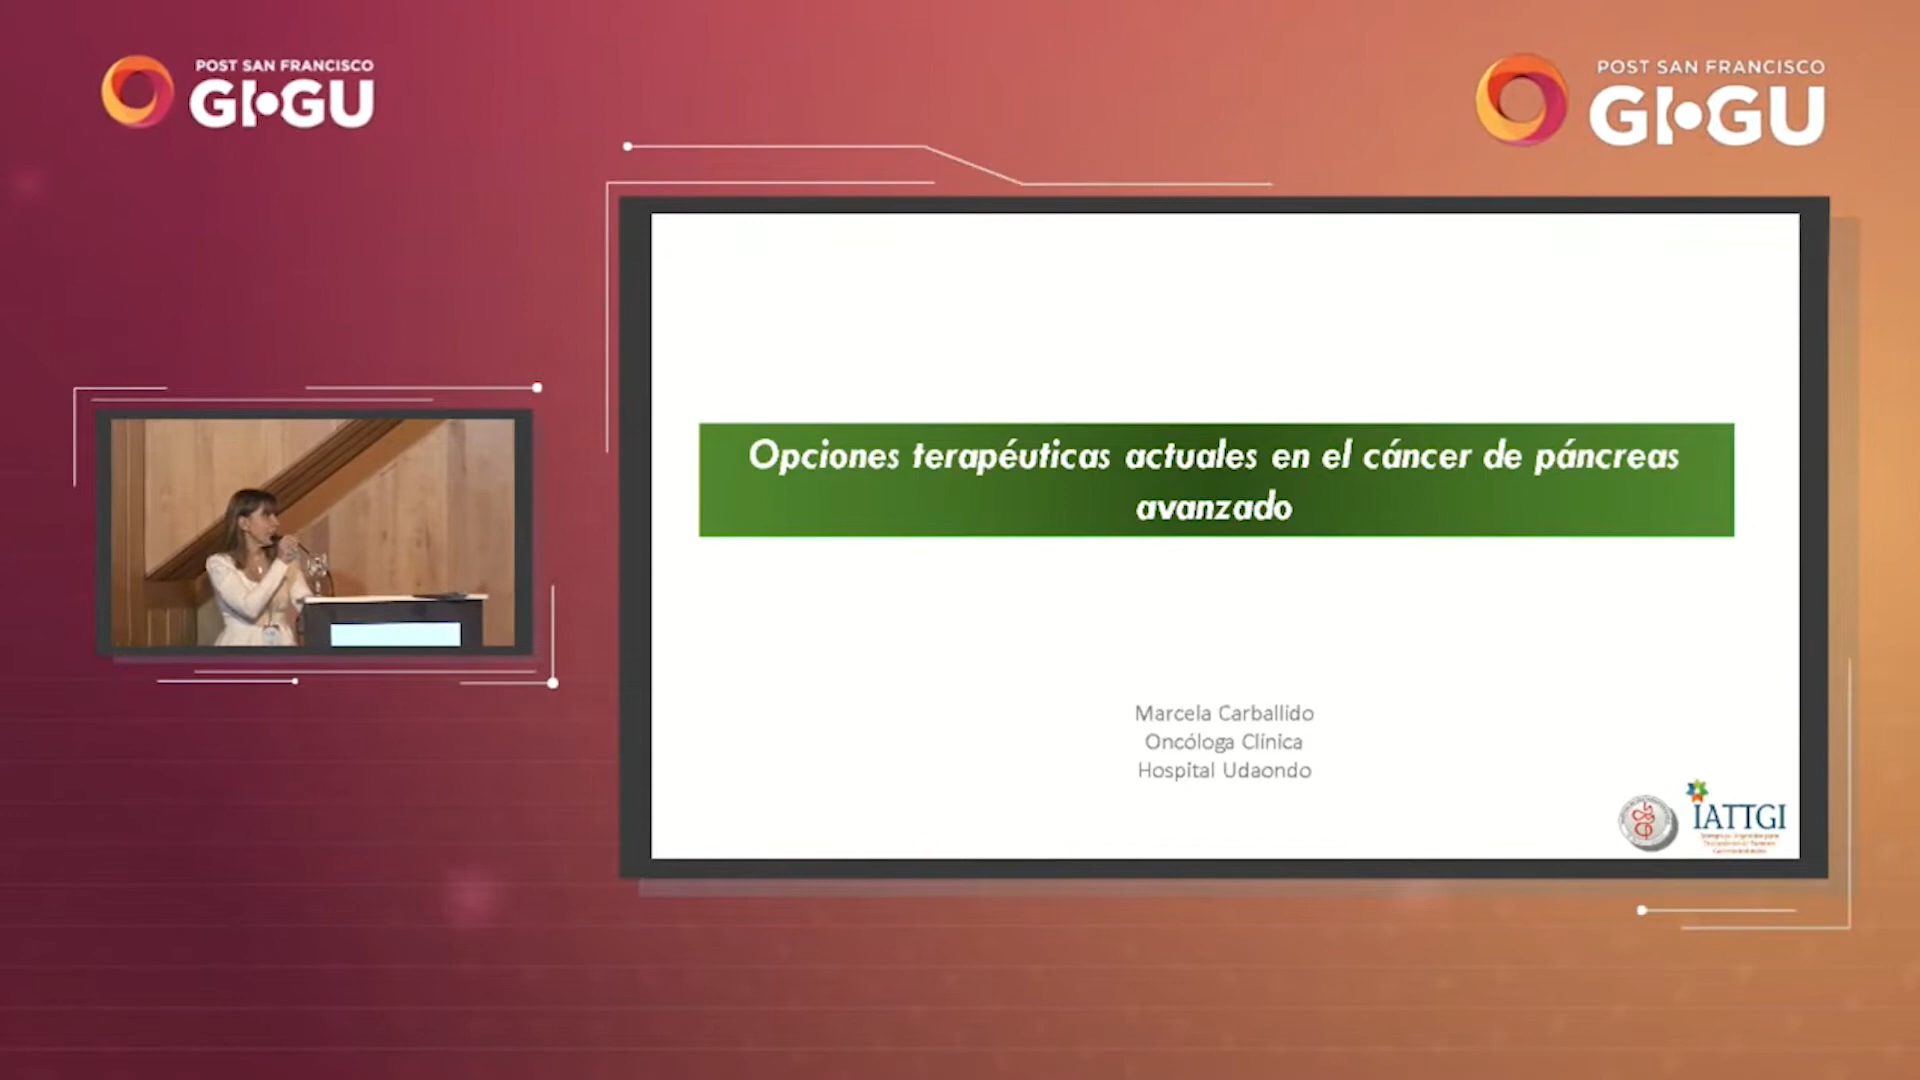 POST SAN FRANCISCO
GI•GU
POST SAN FRANCISCO
GI•GU
Opciones terapéuticas actuales en el cáncer de páncreas
avanzado
Marcela Carballido
Oncóloga Clínica
Hospital Udaondo
IATTGI